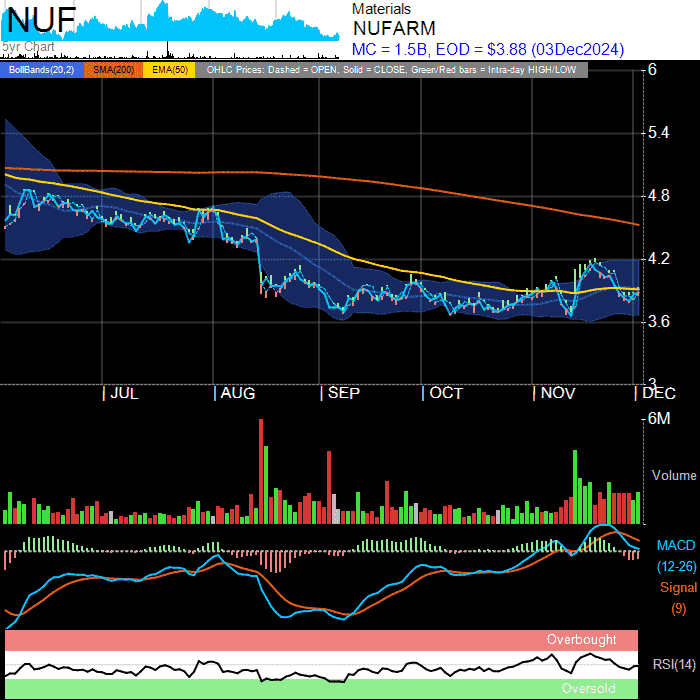 NUF
5yr Chart
Materials
NUFARM
MC = 1.5B, EOD = $3.88 (03Dec2024)
BollBands(20,2) SMA(200) EMA(50) OHLC Prices: Dashed = OPEN, Solid = CLOSE, Green/Red bars = Intra-day HIGH/LOW
6
5.4
4.8
4.2
3.6
3
JUL AUG SEP OCT NOV DEC
6M
Volume
MACD
(12-26)
Signal
(9)
Overbought
RSI(14)
Oversold